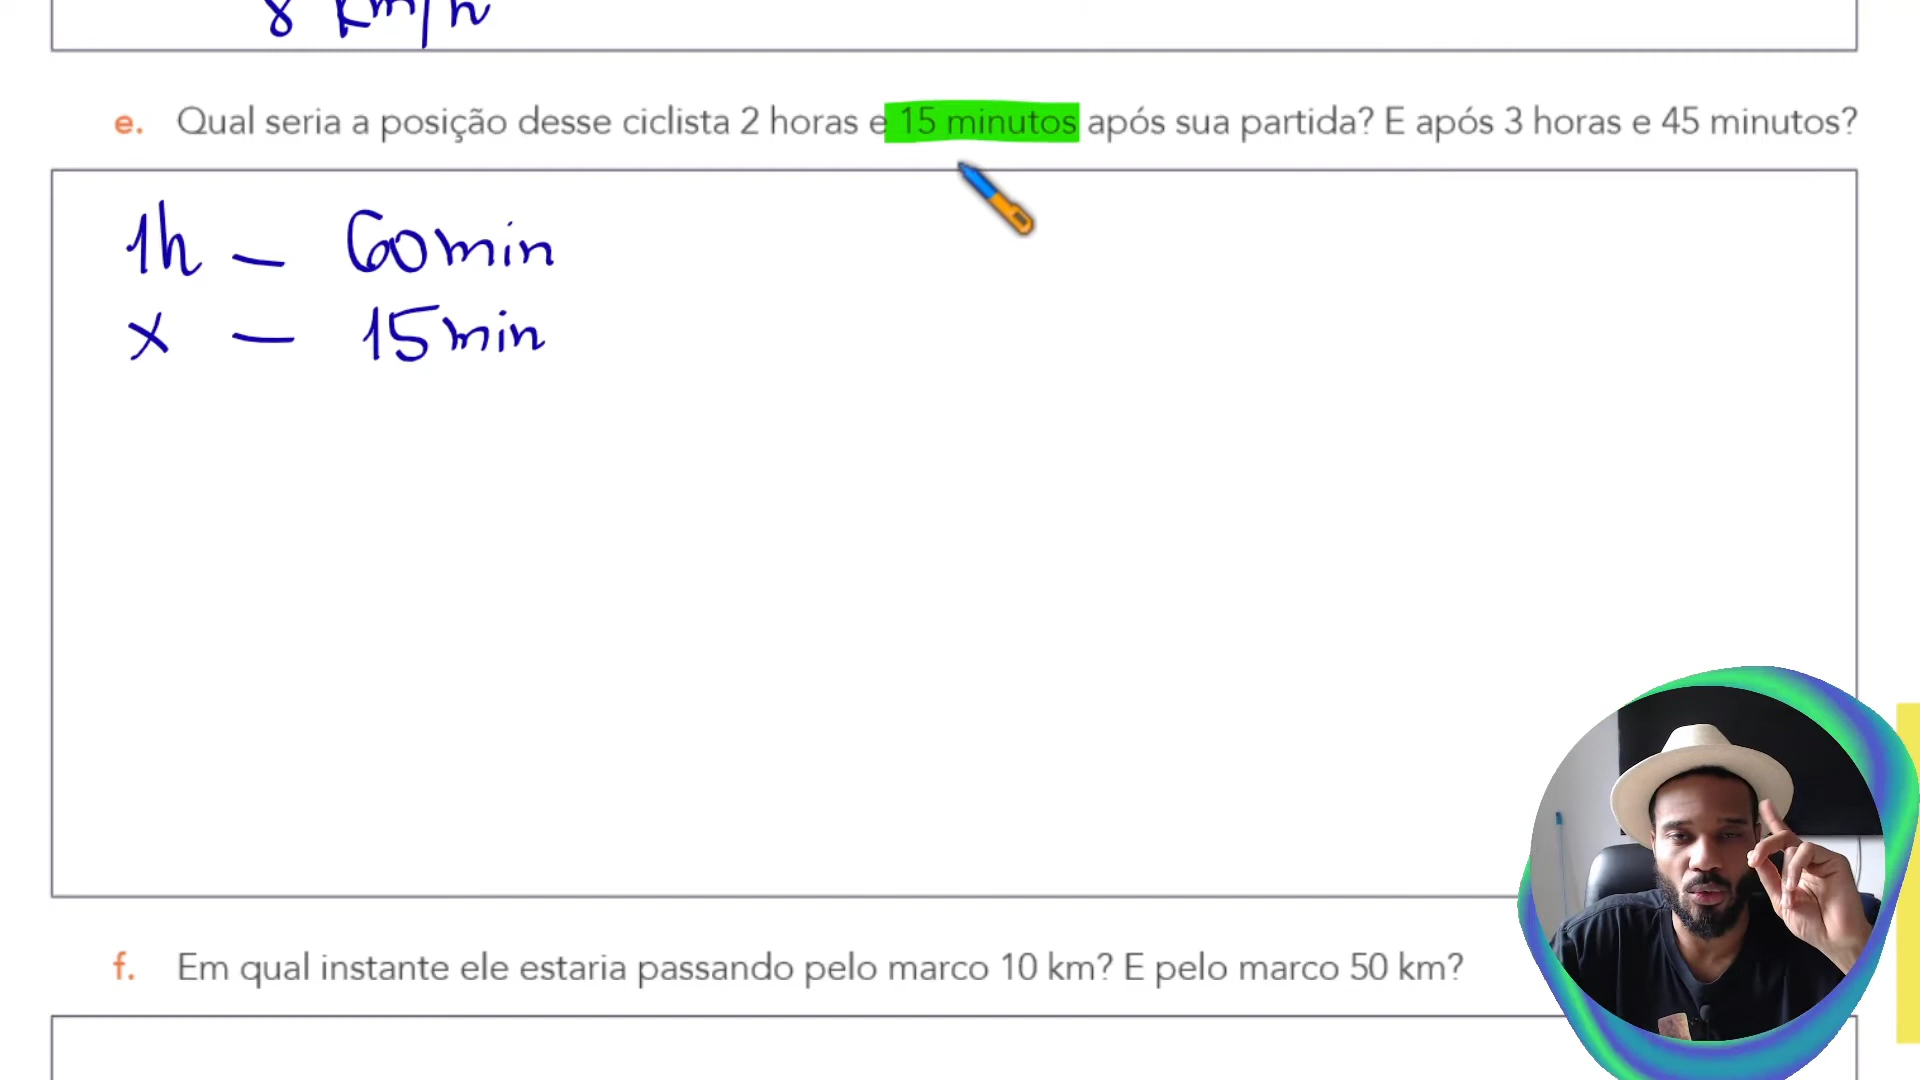 8 km/h
e. Qual seria a posição desse ciclista 2 horas e 15 minutos após sua partida? E após 3 horas e 45 minutos?
1h — 60min
x — 15min
f. Em qual instante ele estaria passando pelo marco 10 km? E pelo marco 50 km?